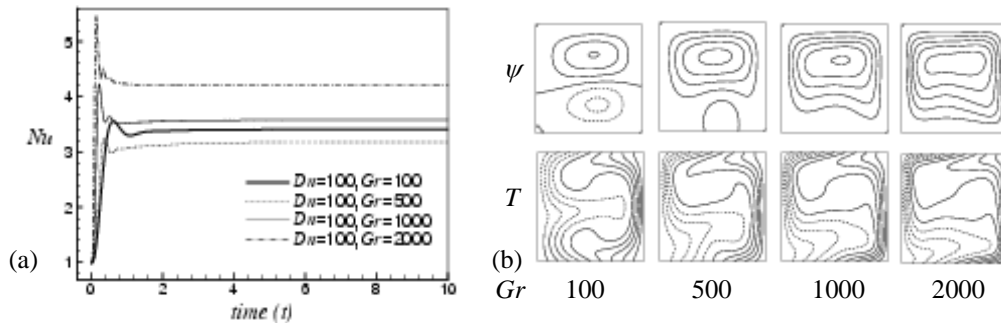 5
4
Nu
3
2
1
Dn=100, Gr=100
Dn=100, Gr=500
Dn=100, Gr=1000
Dn=100, Gr=2000
0 2 4 6 8 10
time (t)
(a)
ψ
T
(b)
Gr 100 500 1000 2000